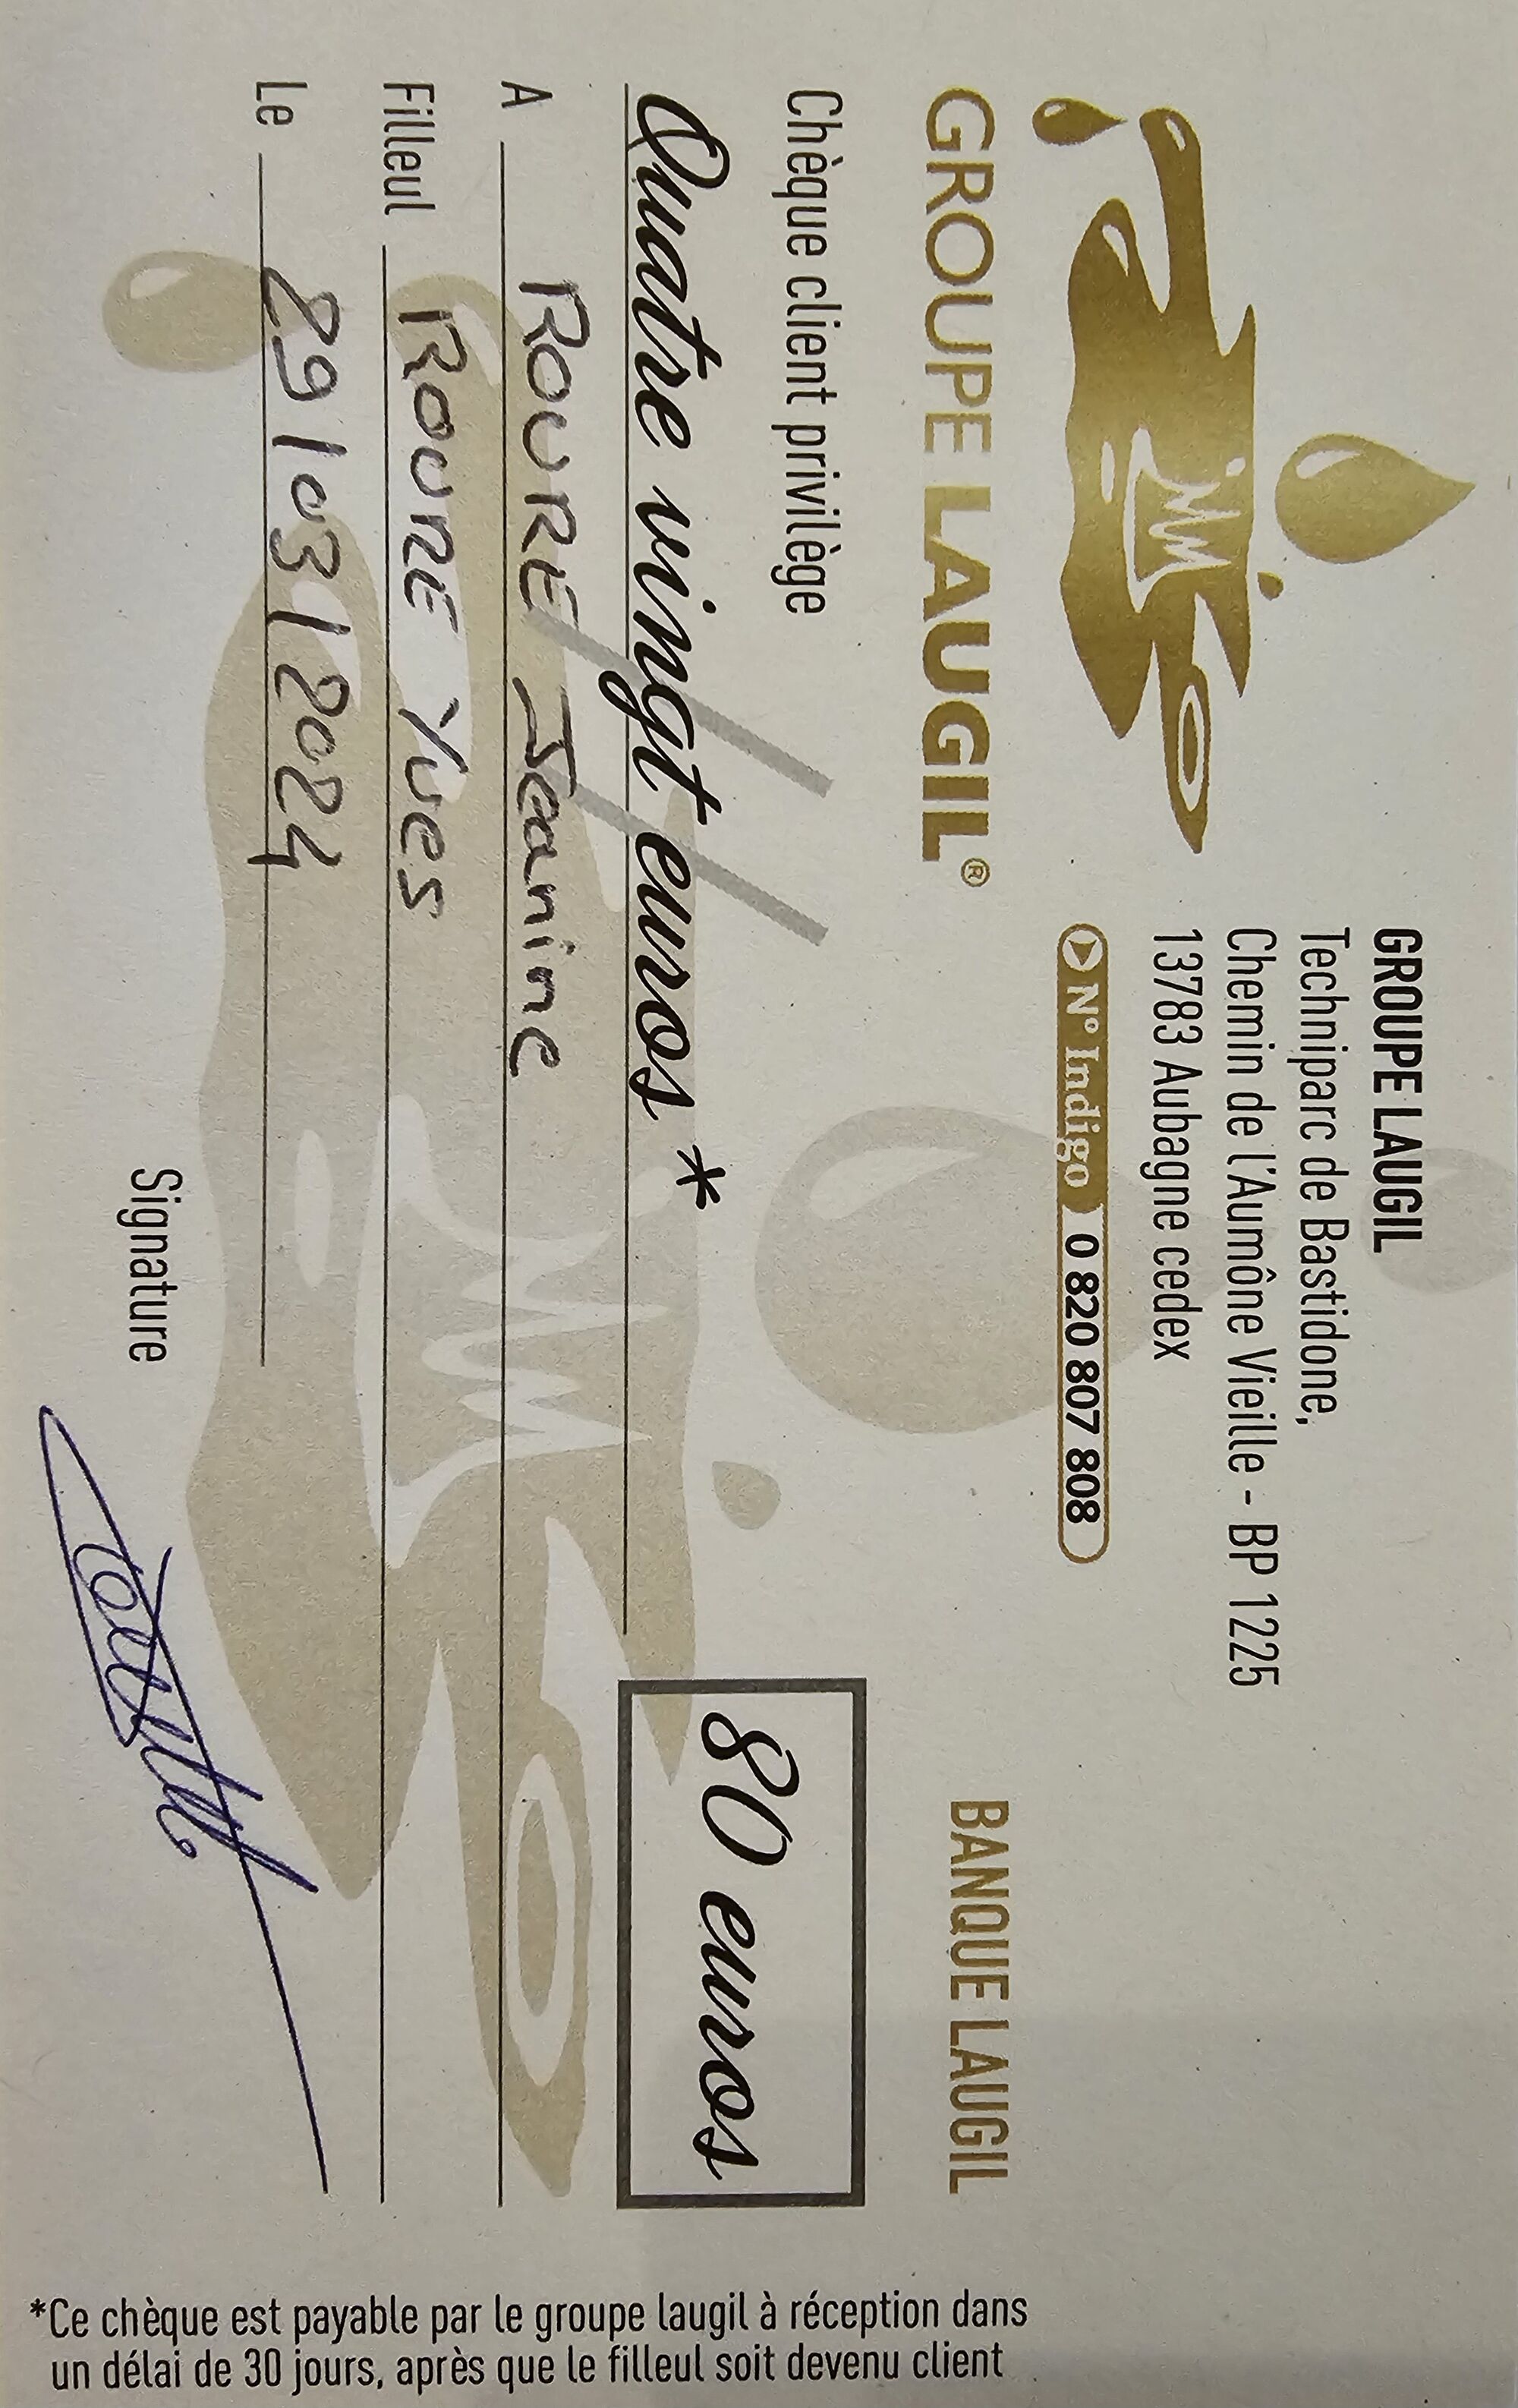 GROUPE LAUGIL®
GROUPE LAUGIL
Techniparc de Bastidone,
Chemin de l'Aumône Vieille - BP 1225
13783 Aubagne cedex
N° Indigo 0 820 807 808
BANQUE LAUGIL
Chèque client privilège
Quatre vingt euros *
80 euros
A ROURE Jeanine
Filleul ROURE Yves
Le 29/03/2024
Signature
*Ce chèque est payable par le groupe laugil à réception dans
un délai de 30 jours, après que le filleul soit devenu client